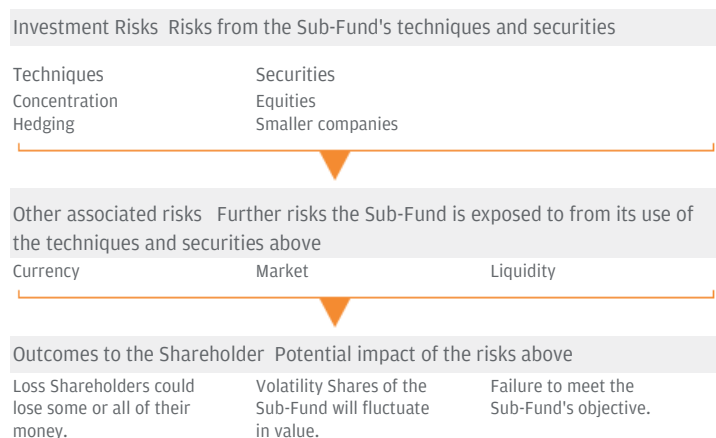 Investment Risks Risks from the Sub-Fund's techniques and securities
Techniques Securities
Concentration Equities
Hedging Smaller companies
Other associated risks Further risks the Sub-Fund is exposed to from its use of
the techniques and securities above
Currency Market Liquidity
Outcomes to the Shareholder Potential impact of the risks above
Loss Shareholders could Volatility Shares of the Failure to meet the
lose some or all of their Sub-Fund will fluctuate Sub-Fund's objective.
money. in value.